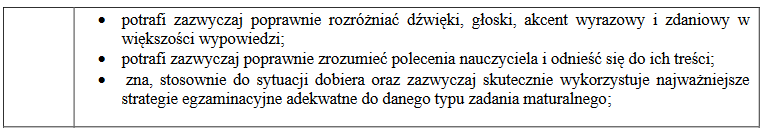 • potrafi zazwyczaj poprawnie rozróżniać dźwięki, głoski, akcent wyrazowy i zdaniowy w
większości wypowiedzi;
• potrafi zazwyczaj poprawnie zrozumieć polecenia nauczyciela i odnieść się do ich treści;
• zna, stosownie do sytuacji dobiera oraz zazwyczaj skutecznie wykorzystuje najważniejsze
strategie egzaminacyjne adekwatne do danego typu zadania maturalnego;